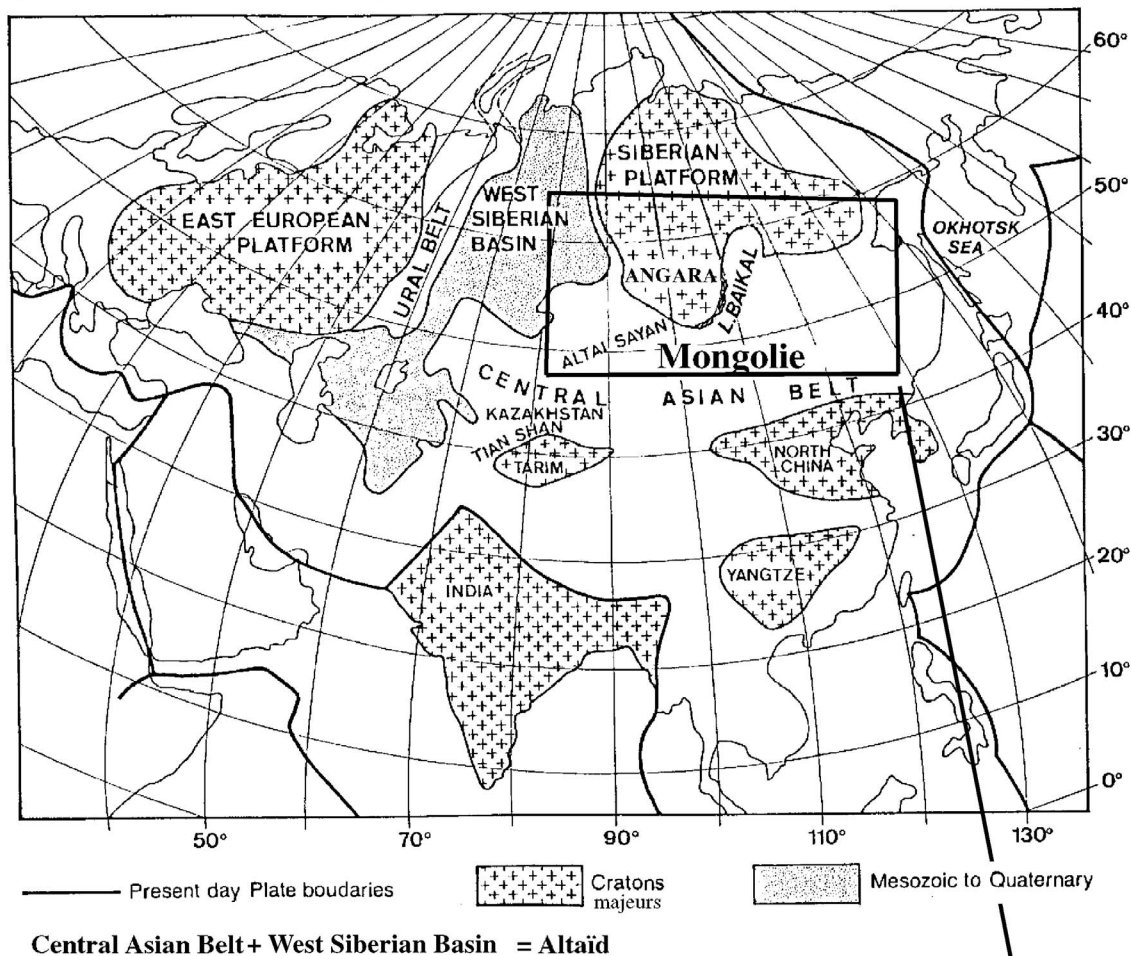 60°
50°
40°
30°
20°
10°
0°
SIBERIAN
PLATFORM
WEST
SIBERIAN
BASIN
EAST EUROPEAN
PLATFORM
URAL BELT
OKHOTSK
SEA
ANGARA
L.BAIKAL
ALTAI SAYAN
Mongolie
CENTRAL ASIAN BELT
KAZAKHSTAN
TIAN SHAN
TARIM
NORTH
CHINA
INDIA
YANGTZE
50° 70° 90° 110° 130°
Present day Plate boudaries
Cratons
majeurs
Mesozoic to Quaternary
Central Asian Belt + West Siberian Basin = Altaïd